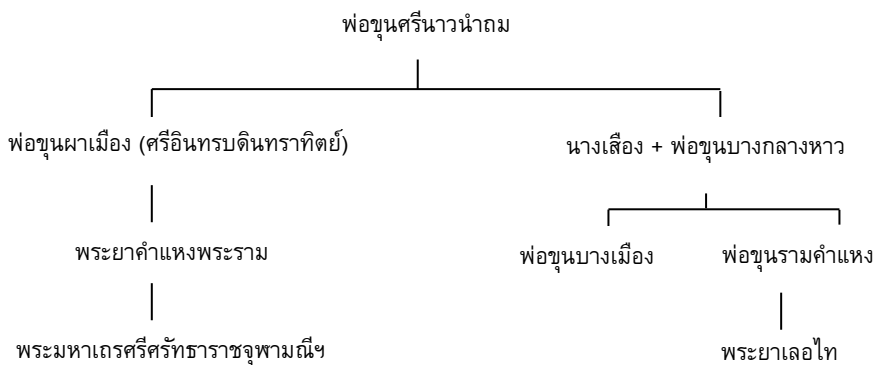 พ่อขุนศรีนาวนำถม
พ่อขุนผาเมือง (ศรีอินทรบดินทราทิตย์)
นางเสือง + พ่อขุนบางกลางหาว
พระยาคำแหงพระราม
พ่อขุนบางเมือง
พ่อขุนรามคำแหง
พระมหาเถรศรีศรัทธาราชจุฬามณีฯ
พระยาเลอไท